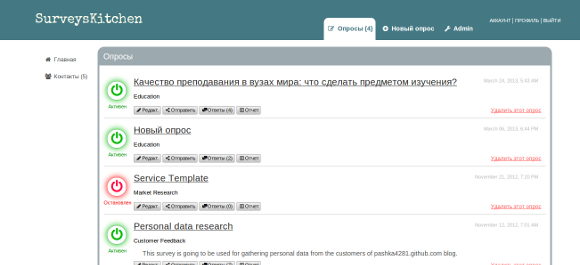 SurveysKitchen
Опросы (4) Новый опрос Admin
АККАУНТ | ПРОФИЛЬ | ВЫЙТИ
Главная
Контакты (5)
Опросы
Качество преподавания в вузах мира: что сделать предметом изучения?
March 24, 2013, 5:43 AM
Education
Активен
Редакт. Отправить Ответы (4) Отчет
Удалить этот опрос
Новый опрос
March 06, 2013, 6:44 PM
Education
Активен
Редакт. Отправить Ответы (2) Отчет
Удалить этот опрос
Service Template
November 21, 2012, 7:20 PM
Market Research
Остановлен
Редакт. Отправить Ответы (0) Отчет
Удалить этот опрос
Personal data research
November 12, 2012, 7:01 AM
Customer Feedback
Активен
This survey is going to be used for gathering personal data from the customers of pashka4281.github.com blog.